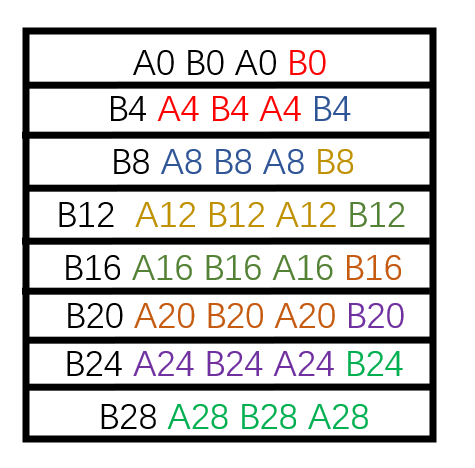 A0 B0 A0 B0
B4 A4 B4 A4 B4
B8 A8 B8 A8 B8
B12 A12 B12 A12 B12
B16 A16 B16 A16 B16
B20 A20 B20 A20 B20
B24 A24 B24 A24 B24
B28 A28 B28 A28